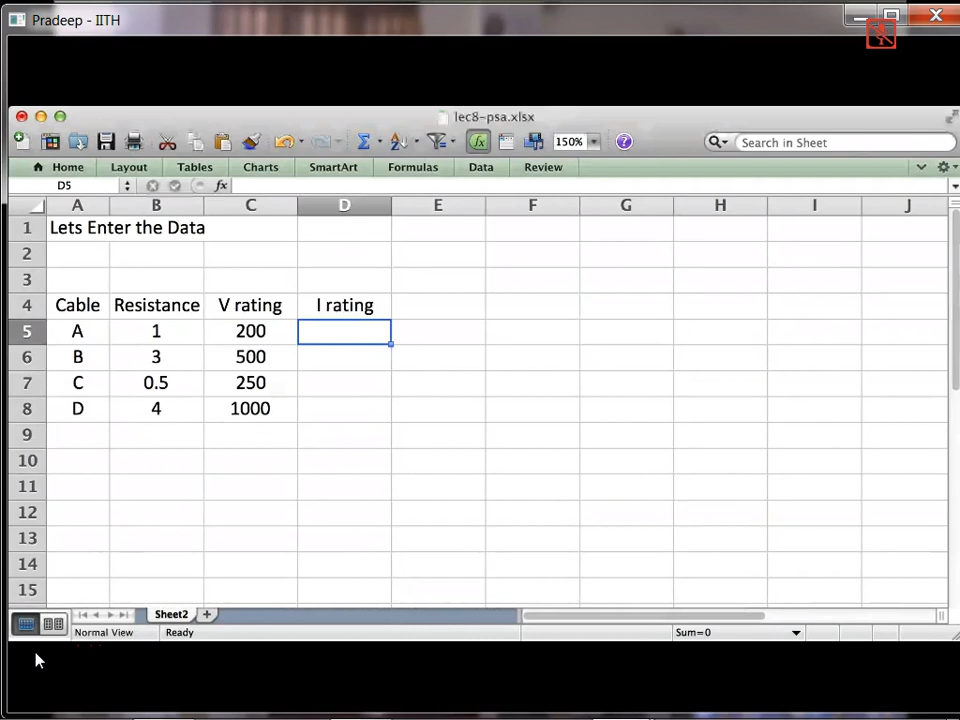 Pradeep - IITH
lec8-psa.xlsx
150%
Search in Sheet
Home Layout Tables Charts SmartArt Formulas Data Review
D5 fx
A B C D E F G H I J
1 Lets Enter the Data
2
3
4 Cable Resistance V rating I rating
5 A 1 200
6 B 3 500
7 C 0.5 250
8 D 4 1000
9
10
11
12
13
14
15
Sheet2
Normal View Ready Sum=0